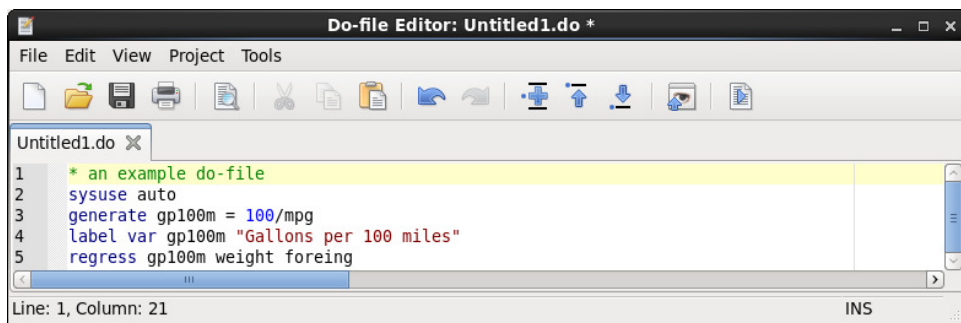 Do-file Editor: Untitled1.do *
File Edit View Project Tools
Untitled1.do
1 * an example do-file
2 sysuse auto
3 generate gp100m = 100/mpg
4 label var gp100m "Gallons per 100 miles"
5 regress gp100m weight foreing
Line: 1, Column: 21 INS